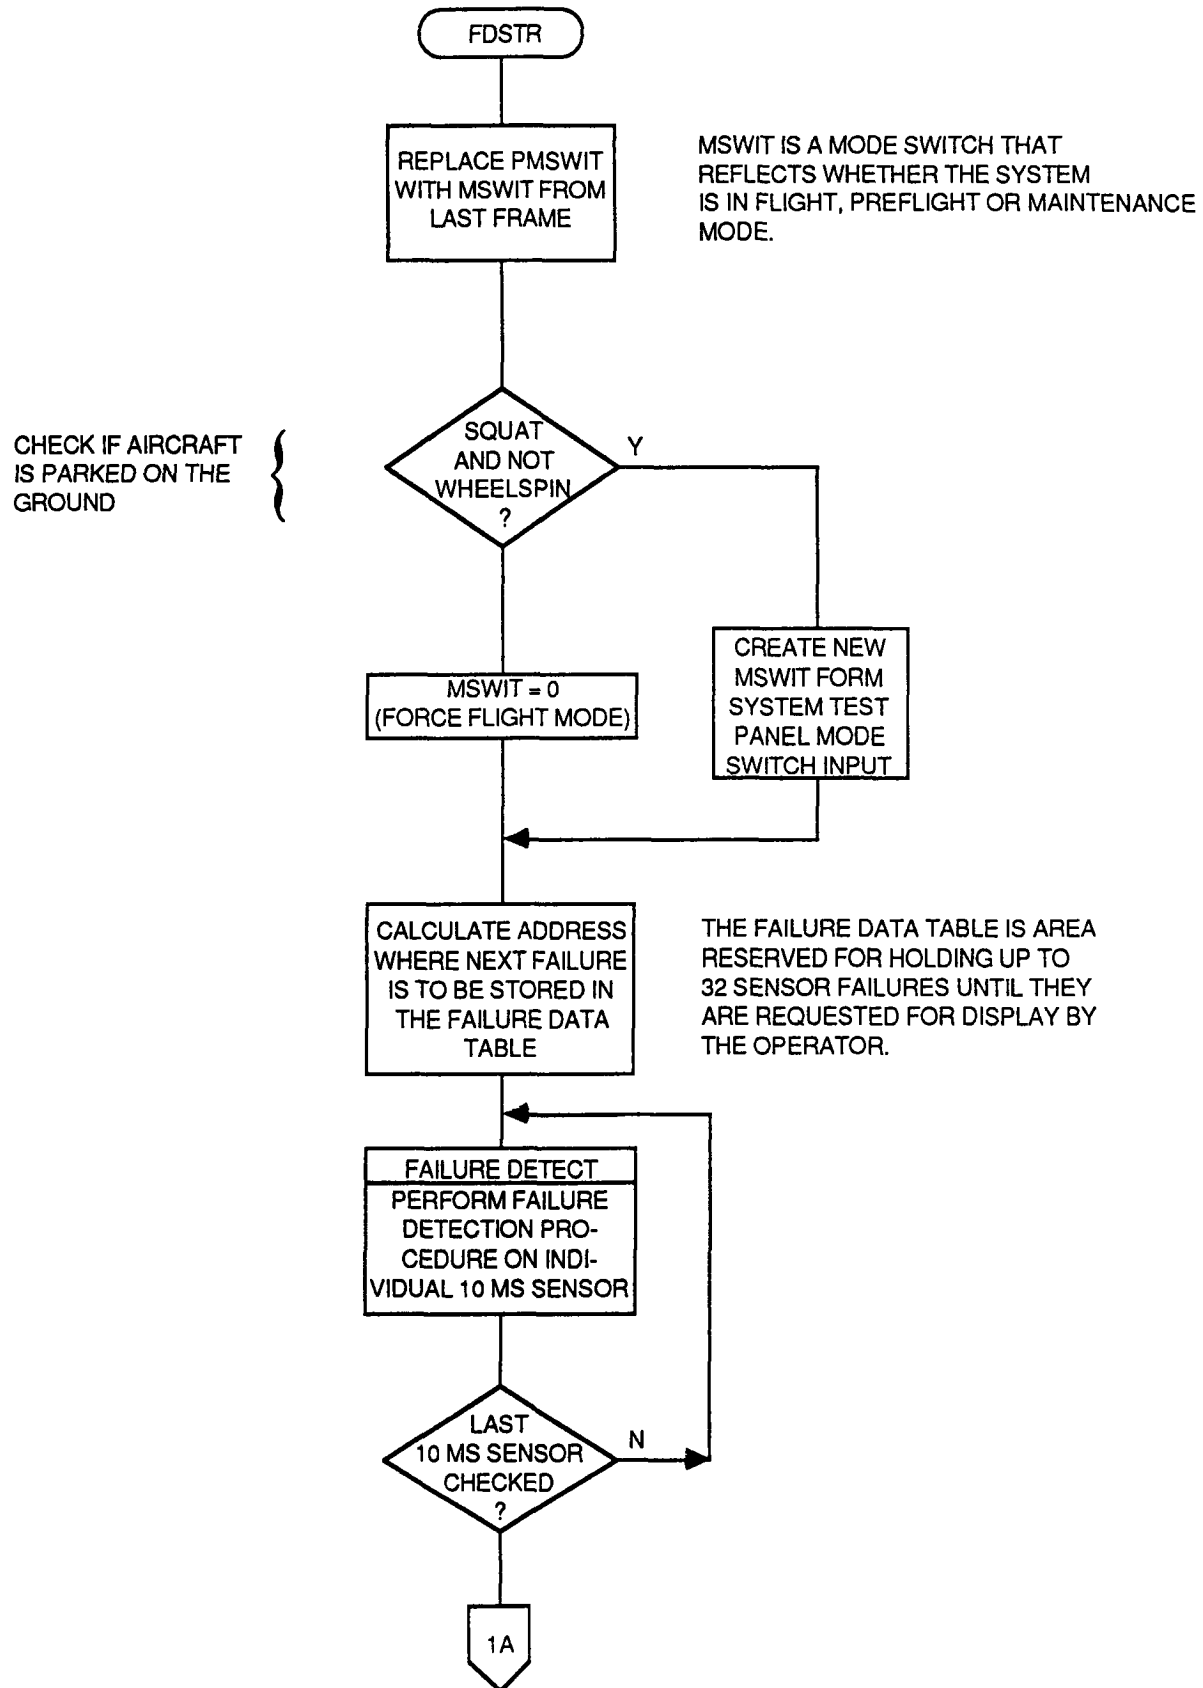 FDSTR
REPLACE PMSWIT
WITH MSWIT FROM
LAST FRAME
MSWIT IS A MODE SWITCH THAT
REFLECTS WHETHER THE SYSTEM
IS IN FLIGHT, PREFLIGHT OR MAINTENANCE
MODE.
CHECK IF AIRCRAFT
IS PARKED ON THE
GROUND
SQUAT
AND NOT
WHEELSPIN
?
Y
MSWIT = 0
(FORCE FLIGHT MODE)
CREATE NEW
MSWIT FORM
SYSTEM TEST
PANEL MODE
SWITCH INPUT
CALCULATE ADDRESS
WHERE NEXT FAILURE
IS TO BE STORED IN
THE FAILURE DATA
TABLE
THE FAILURE DATA TABLE IS AREA
RESERVED FOR HOLDING UP TO
32 SENSOR FAILURES UNTIL THEY
ARE REQUESTED FOR DISPLAY BY
THE OPERATOR.
FAILURE DETECT
PERFORM FAILURE
DETECTION PRO-
CEDURE ON INDI-
VIDUAL 10 MS SENSOR
LAST
10 MS SENSOR
CHECKED
?
N
1A